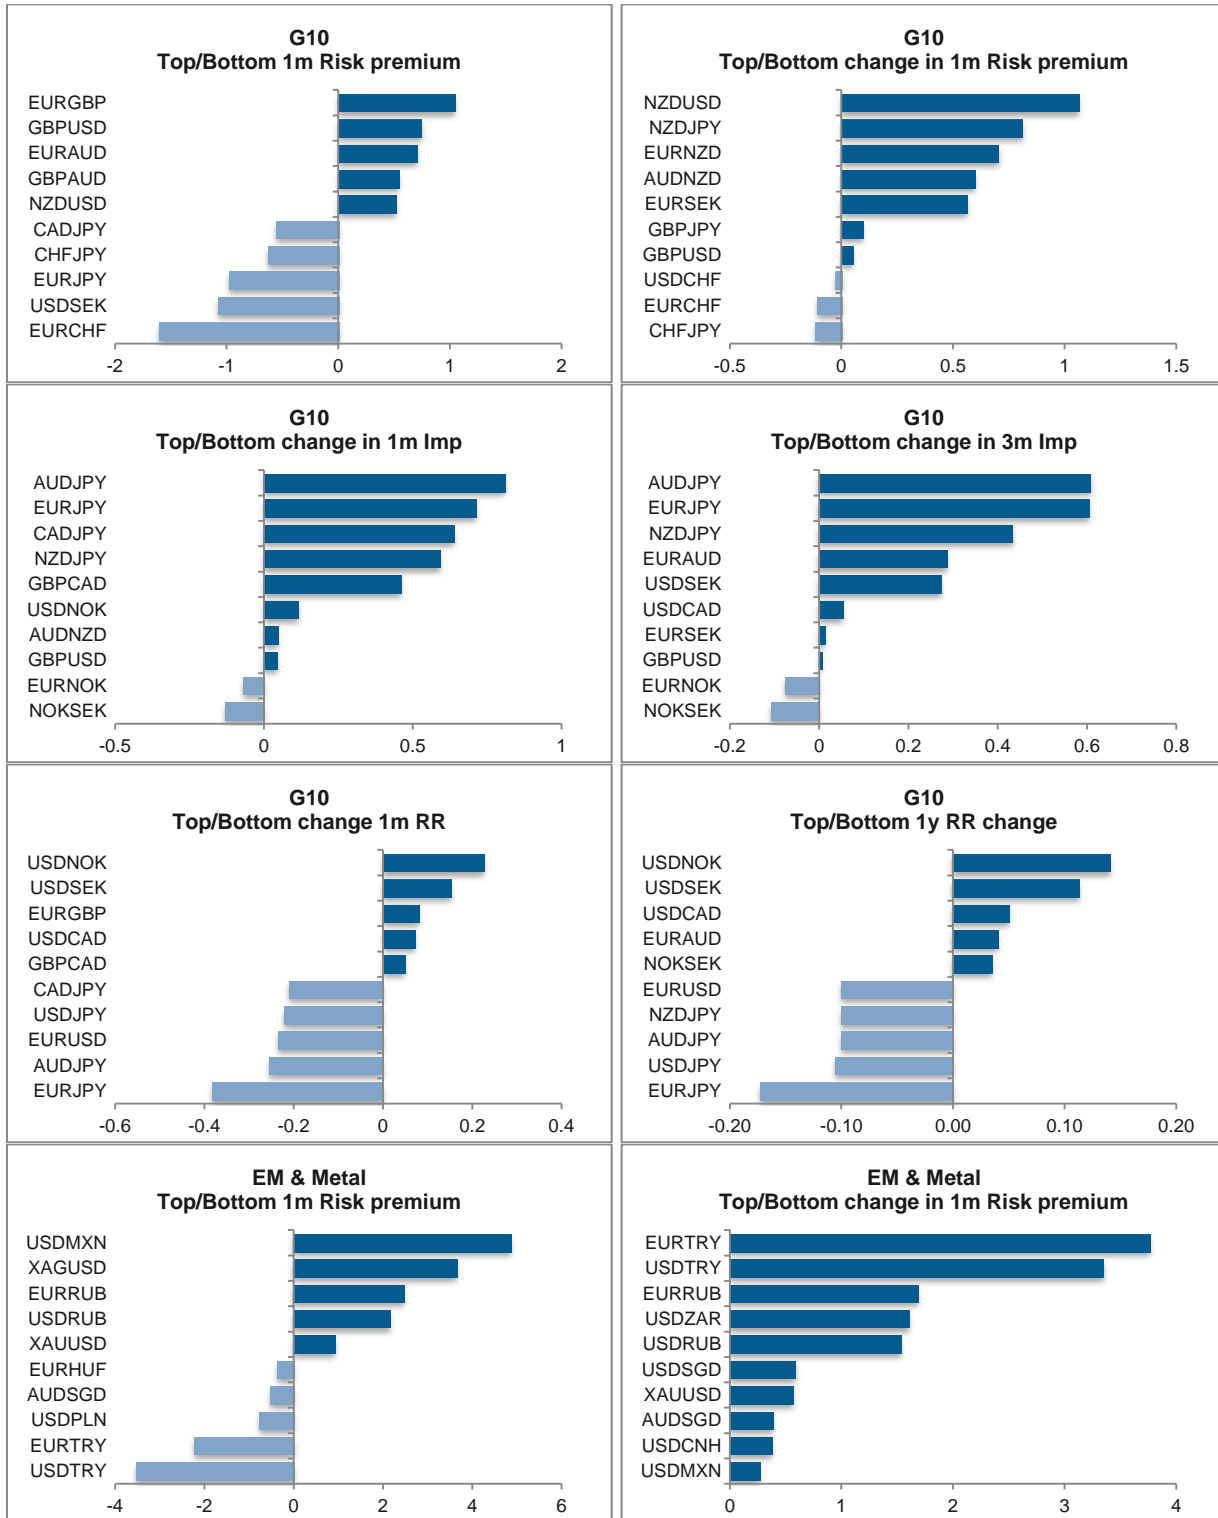 G10
Top/Bottom 1m Risk premium
EURGBP
GBPUSD
EURAUD
GBPAUD
NZDUSD
CADJPY
CHFJPY
EURJPY
USDSEK
EURCHF
-2 -1 0 1 2
G10
Top/Bottom change in 1m Risk premium
NZDUSD
NZDJPY
EURNZD
AUDNZD
EURSEK
GBPJPY
GBPUSD
USDCHF
EURCHF
CHFJPY
-0.5 0 0.5 1 1.5
G10
Top/Bottom change in 1m Imp
AUDJPY
EURJPY
CADJPY
NZDJPY
GBPCAD
USDNOK
AUDNZD
GBPUSD
EURNOK
NOKSEK
-0.5 0 0.5 1
G10
Top/Bottom change in 3m Imp
AUDJPY
EURJPY
NZDJPY
EURAUD
USDSEK
USDCAD
EURSEK
GBPUSD
EURNOK
NOKSEK
-0.2 0 0.2 0.4 0.6 0.8
G10
Top/Bottom change 1m RR
USDNOK
USDSEK
EURGBP
USDCAD
GBPCAD
CADJPY
USDJPY
EURUSD
AUDJPY
EURJPY
-0.6 -0.4 -0.2 0 0.2 0.4
G10
Top/Bottom 1y RR change
USDNOK
USDSEK
USDCAD
EURAUD
NOKSEK
EURUSD
NZDJPY
AUDJPY
USDJPY
EURJPY
-0.20 -0.10 0.00 0.10 0.20
EM & Metal
Top/Bottom 1m Risk premium
USDMXN
XAGUSD
EURRUB
USDRUB
XAUUSD
EURHUF
AUDSGD
USDPLN
EURTRY
USDTRY
-4 -2 0 2 4 6
EM & Metal
Top/Bottom change in 1m Risk premium
EURTRY
USDTRY
EURRUB
USDZAR
USDRUB
USDSGD
XAUUSD
AUDSGD
USDCNH
USDMXN
0 1 2 3 4